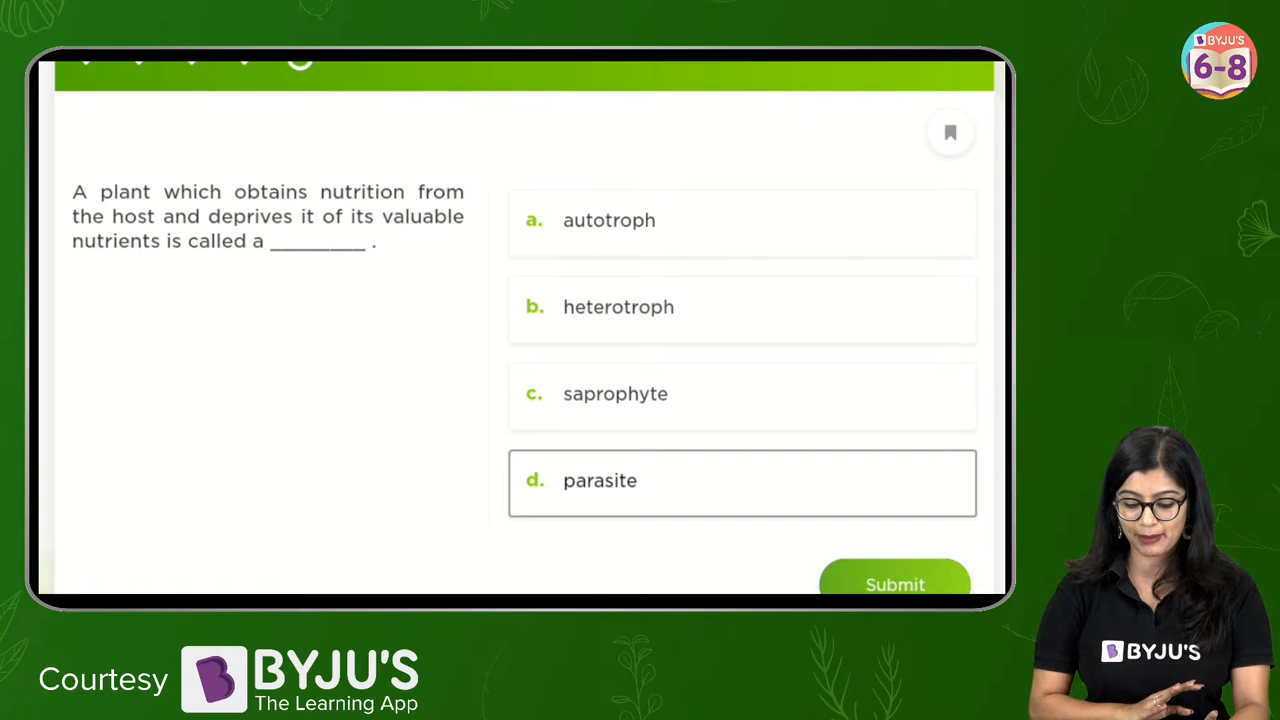 BYJU'S
6-8
A plant which obtains nutrition from
the host and deprives it of its valuable
nutrients is called a ________ .
a. autotroph
b. heterotroph
c. saprophyte
d. parasite
Submit
BYJU'S
Courtesy
BYJU'S
The Learning App